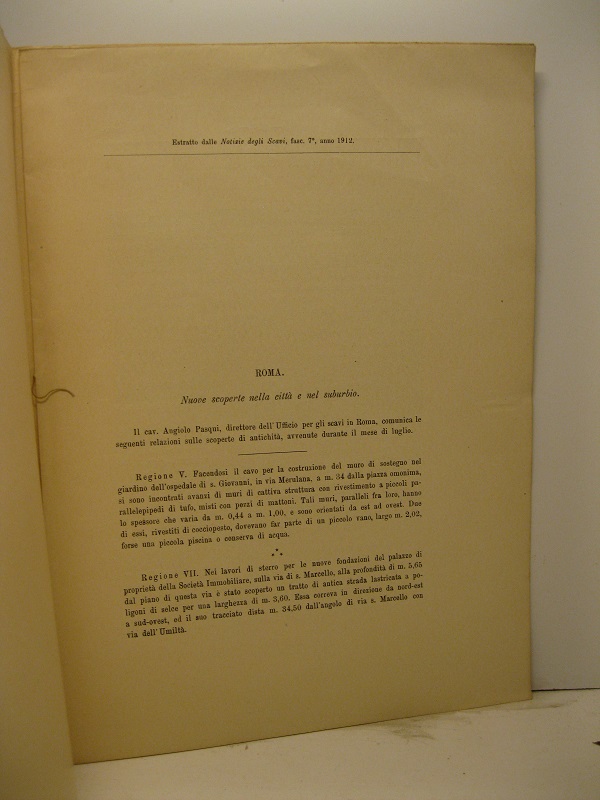 Estratto dalle Notizie degli Scavi, fasc. 7°, anno 1912.
ROMA.
Nuove scoperte nella città e nel suburbio.
Il cav. Angiolo Pasqui, direttore dell'Ufficio per gli scavi in Roma, comunica le
seguenti relazioni sulle scoperte di antichità, avvenute durante il mese di luglio.
Regione V. Facendosi il cavo per la costruzione del muro di sostegno nel
giardino dell'ospedale di s. Giovanni, in via Merulana, a m. 34 dalla piazza omonima,
si sono incontrati avanzi di muri di cattiva struttura con rivestimento a piccoli pa-
rallelepipedi di tufo, misti con pezzi di mattoni. Tali muri, paralleli fra loro, hanno
lo spessore che varia da m. 0,44 a m. 1,00, e sono orientati da est ad ovest. Due
di essi, rivestiti di cocciopesto, dovevano far parte di un piccolo vano, largo m. 2,02,
forse una piccola piscina o conserva di acqua.
***
Regione VII. Nei lavori di sterro per le nuove fondazioni del palazzo di
proprietà della Società Immobiliare, sulla via di s. Marcello, alla profondità di m. 5,65
dal piano di questa via è stato scoperto un tratto di antica strada lastricata a po-
ligoni di selce per una larghezza di m. 3,60. Essa correva in direzione da nord-est
a sud-ovest, ed il suo tracciato dista m. 34,50 dall'angolo di via s. Marcello con
via dell'Umiltà.